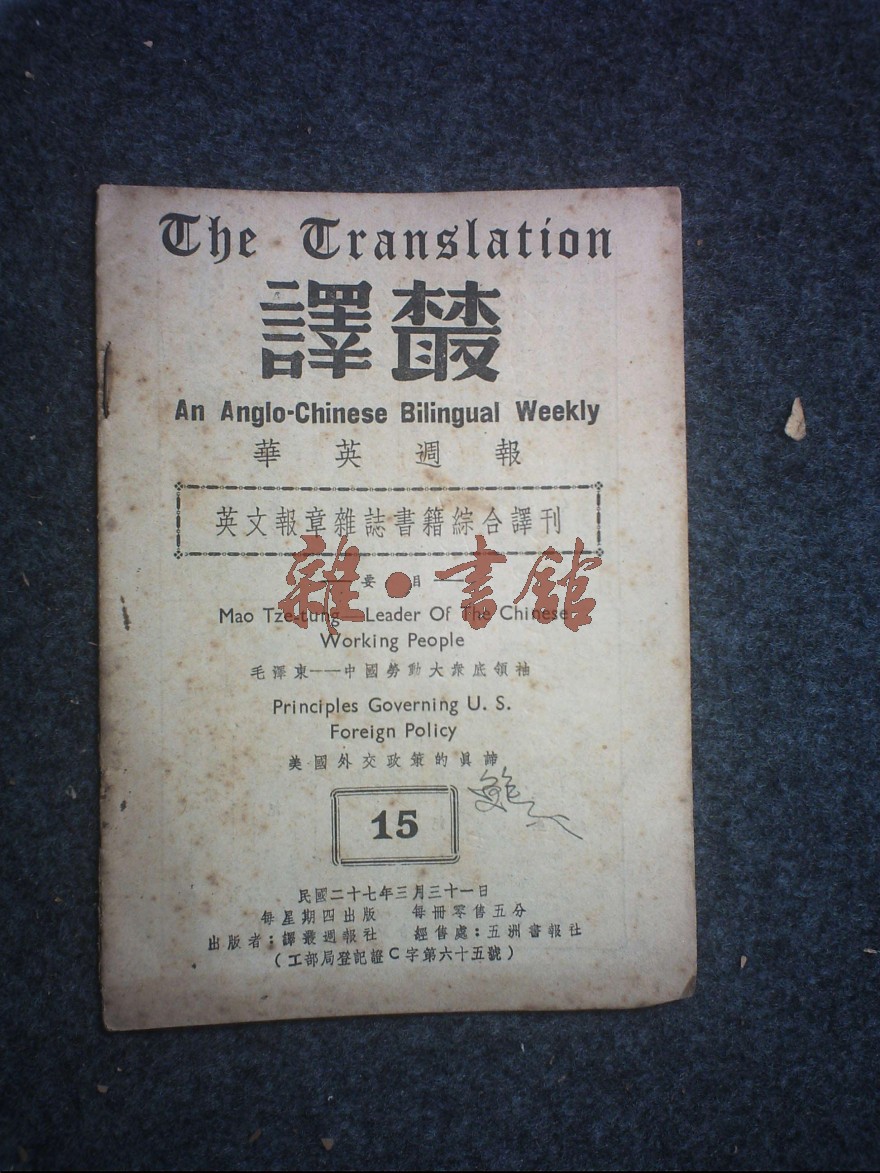 The Translation
譯叢
An Anglo-Chinese Bilingual Weekly
華英週報
英文報章雜誌書籍綜合譯刊
雜·書館
——要目——
Mao Tze-tung—Leader Of The Chinese
Working People
毛澤東——中國勞動大衆底領袖
Principles Governing U. S.
Foreign Policy
美國外交政策的眞諦
15
民國二十七年三月三十一日
每星期四出版 每冊零售五分
出版者：譯叢週報社 經售處：五洲書報社
（工部局登記證C字第六十五號）